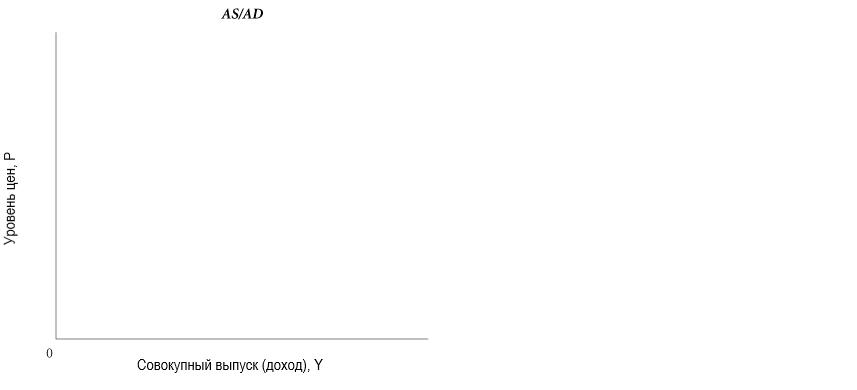 AS/AD
Уровень цен, P
0
Совокупный выпуск (доход), Y